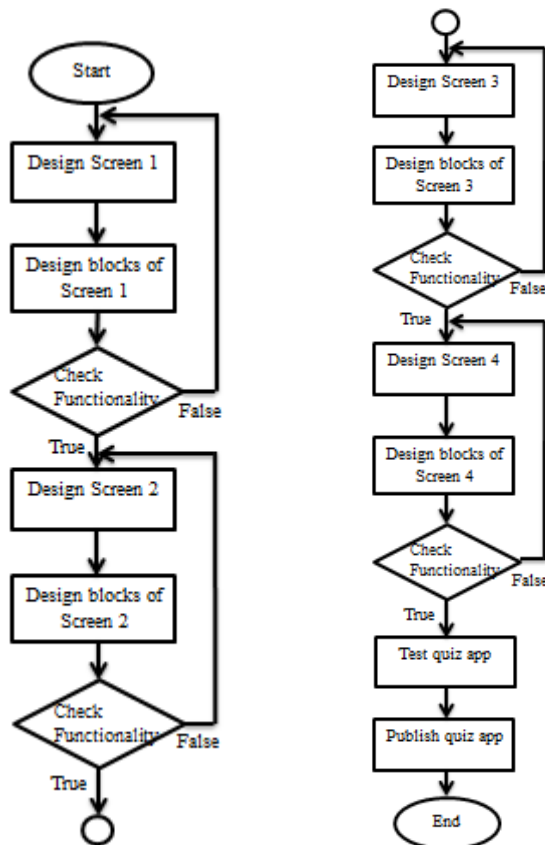 Start
Design Screen 1
Design blocks of
Screen 1
Check
Functionality
False
True
Design Screen 2
Design blocks of
Screen 2
Check
Functionality
False
True
Design Screen 3
Design blocks of
Screen 3
Check
Functionality
False
True
Design Screen 4
Design blocks of
Screen 4
Check
Functionality
False
True
Test quiz app
Publish quiz app
End